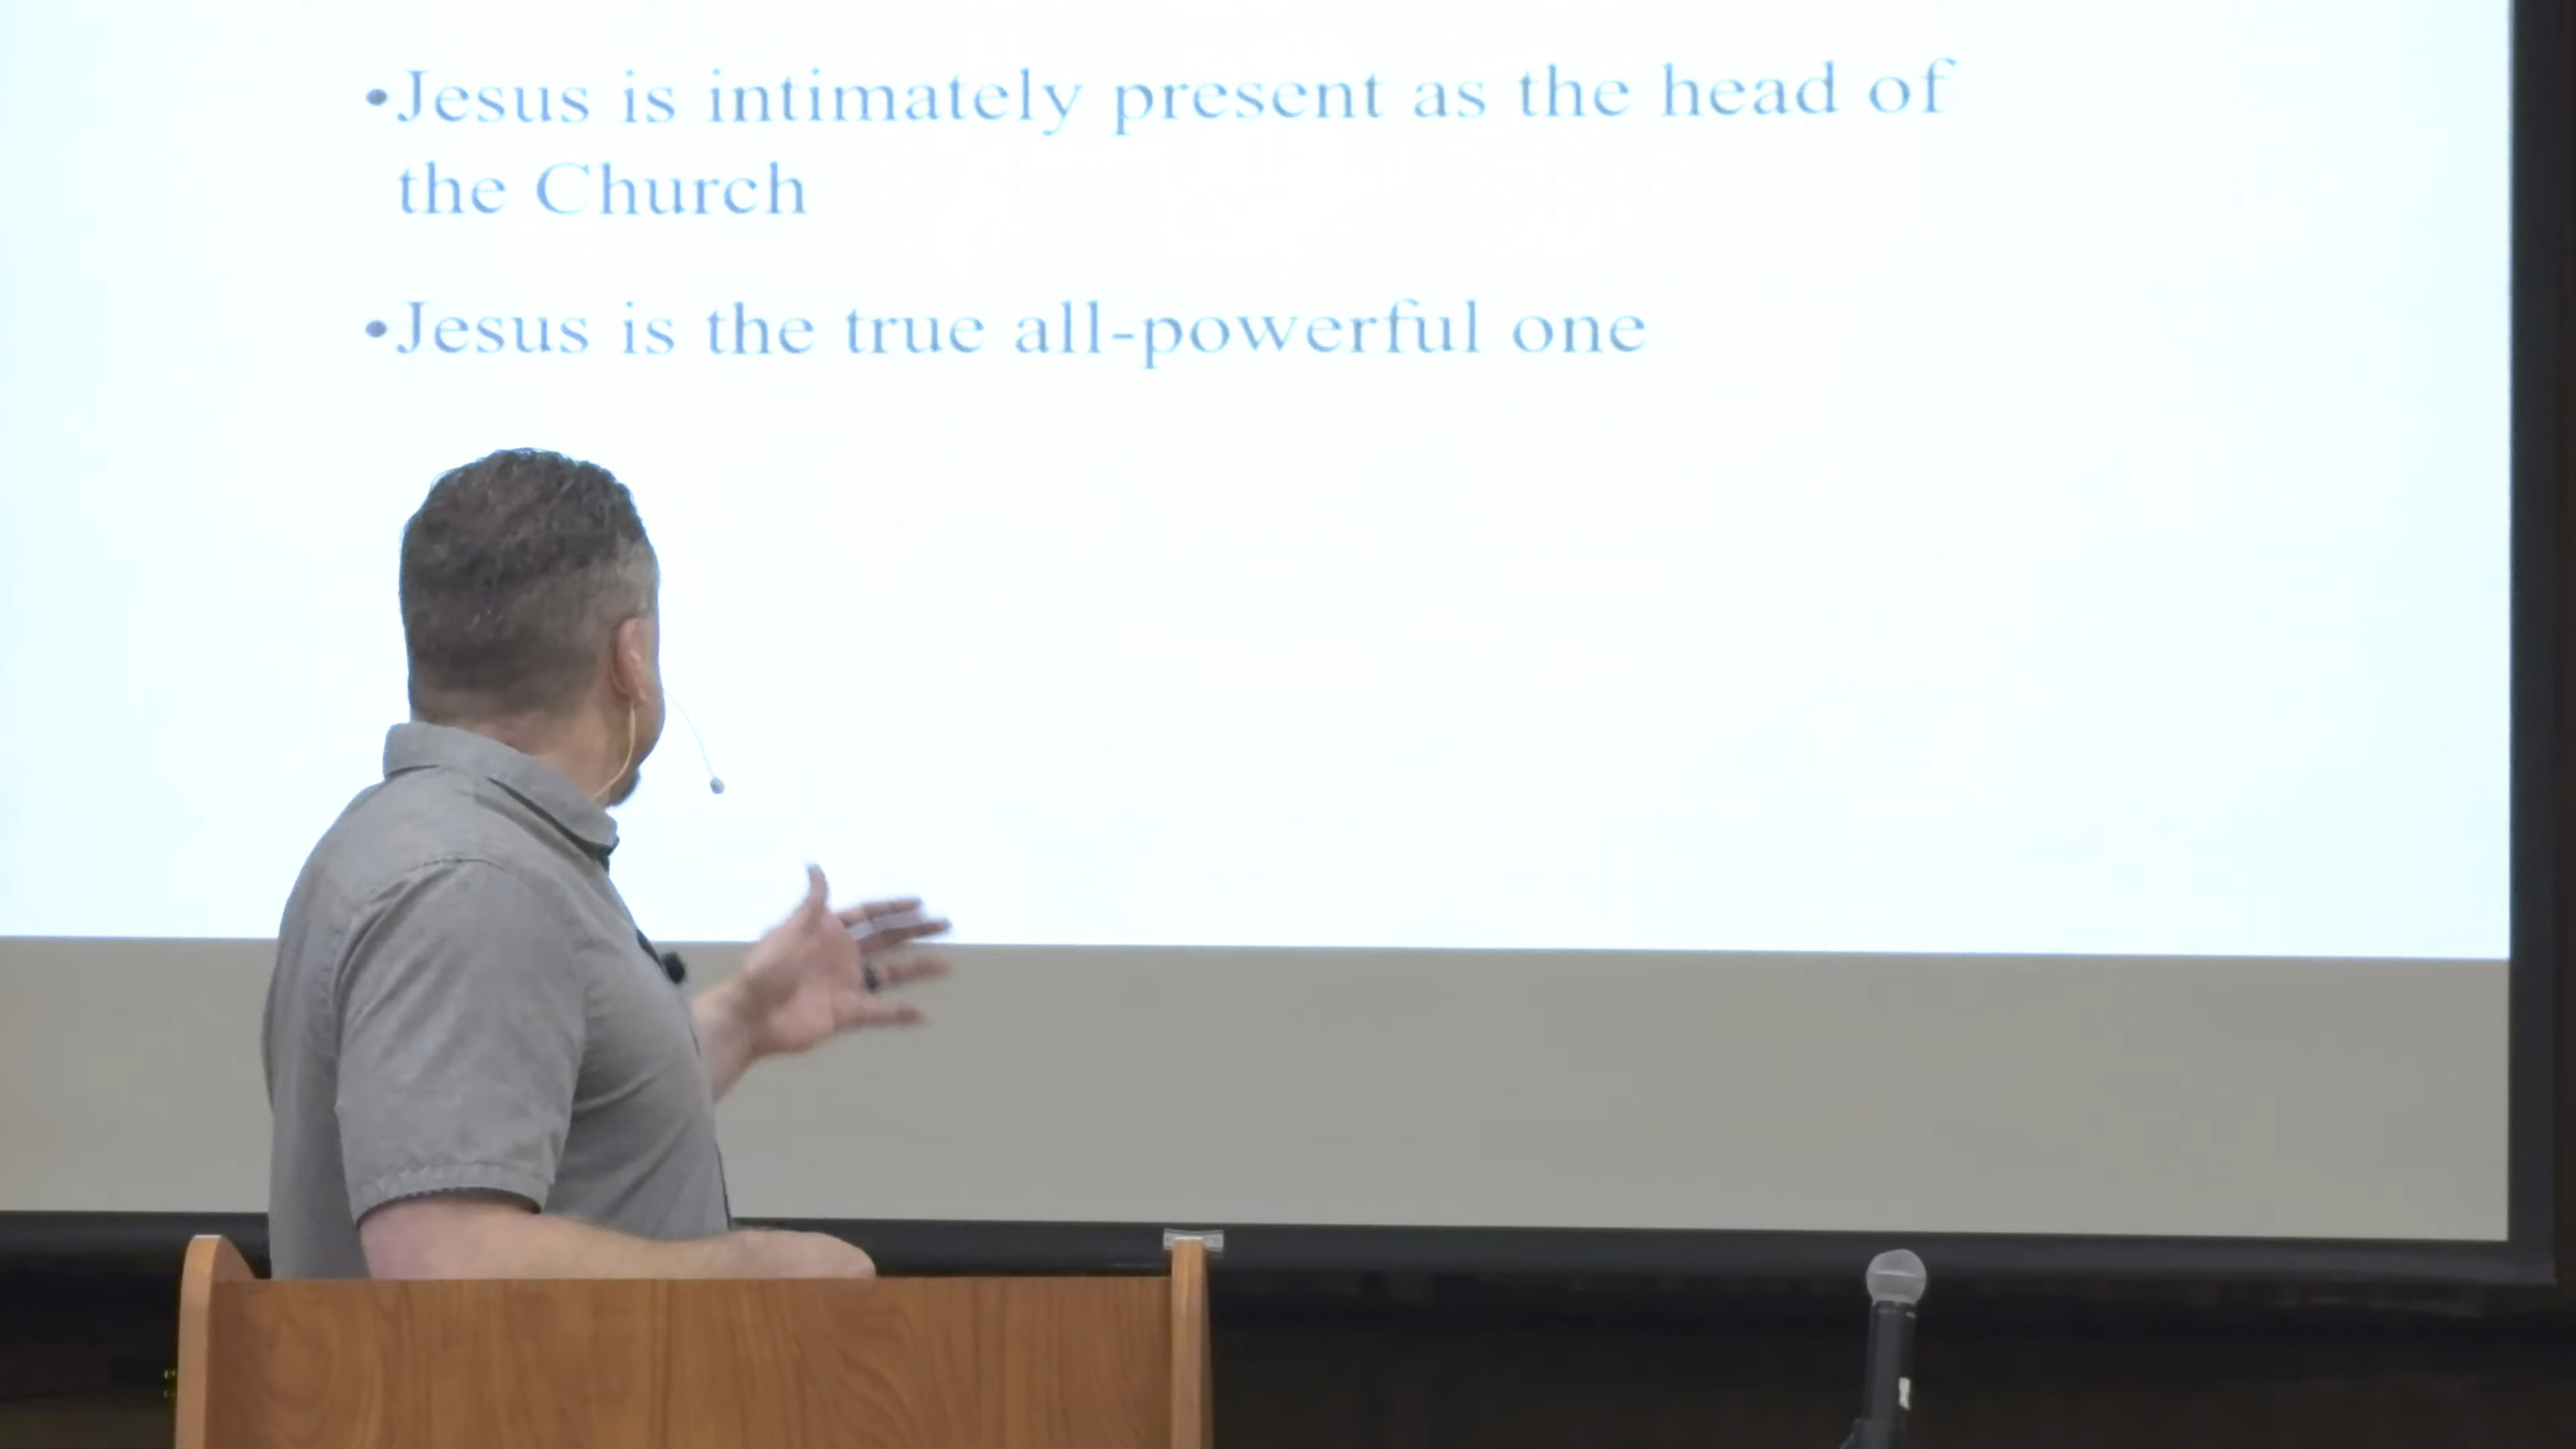 •Jesus is intimately present as the head of
the Church
•Jesus is the true all-powerful one